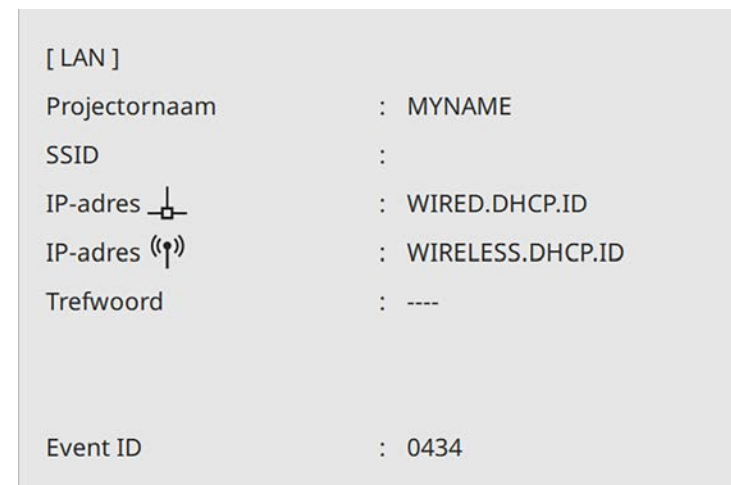 [ LAN ]
Projectornaam : MYNAME
SSID :
IP-adres : WIRED.DHCP.ID
IP-adres : WIRELESS.DHCP.ID
Trefwoord : ----
Event ID : 0434